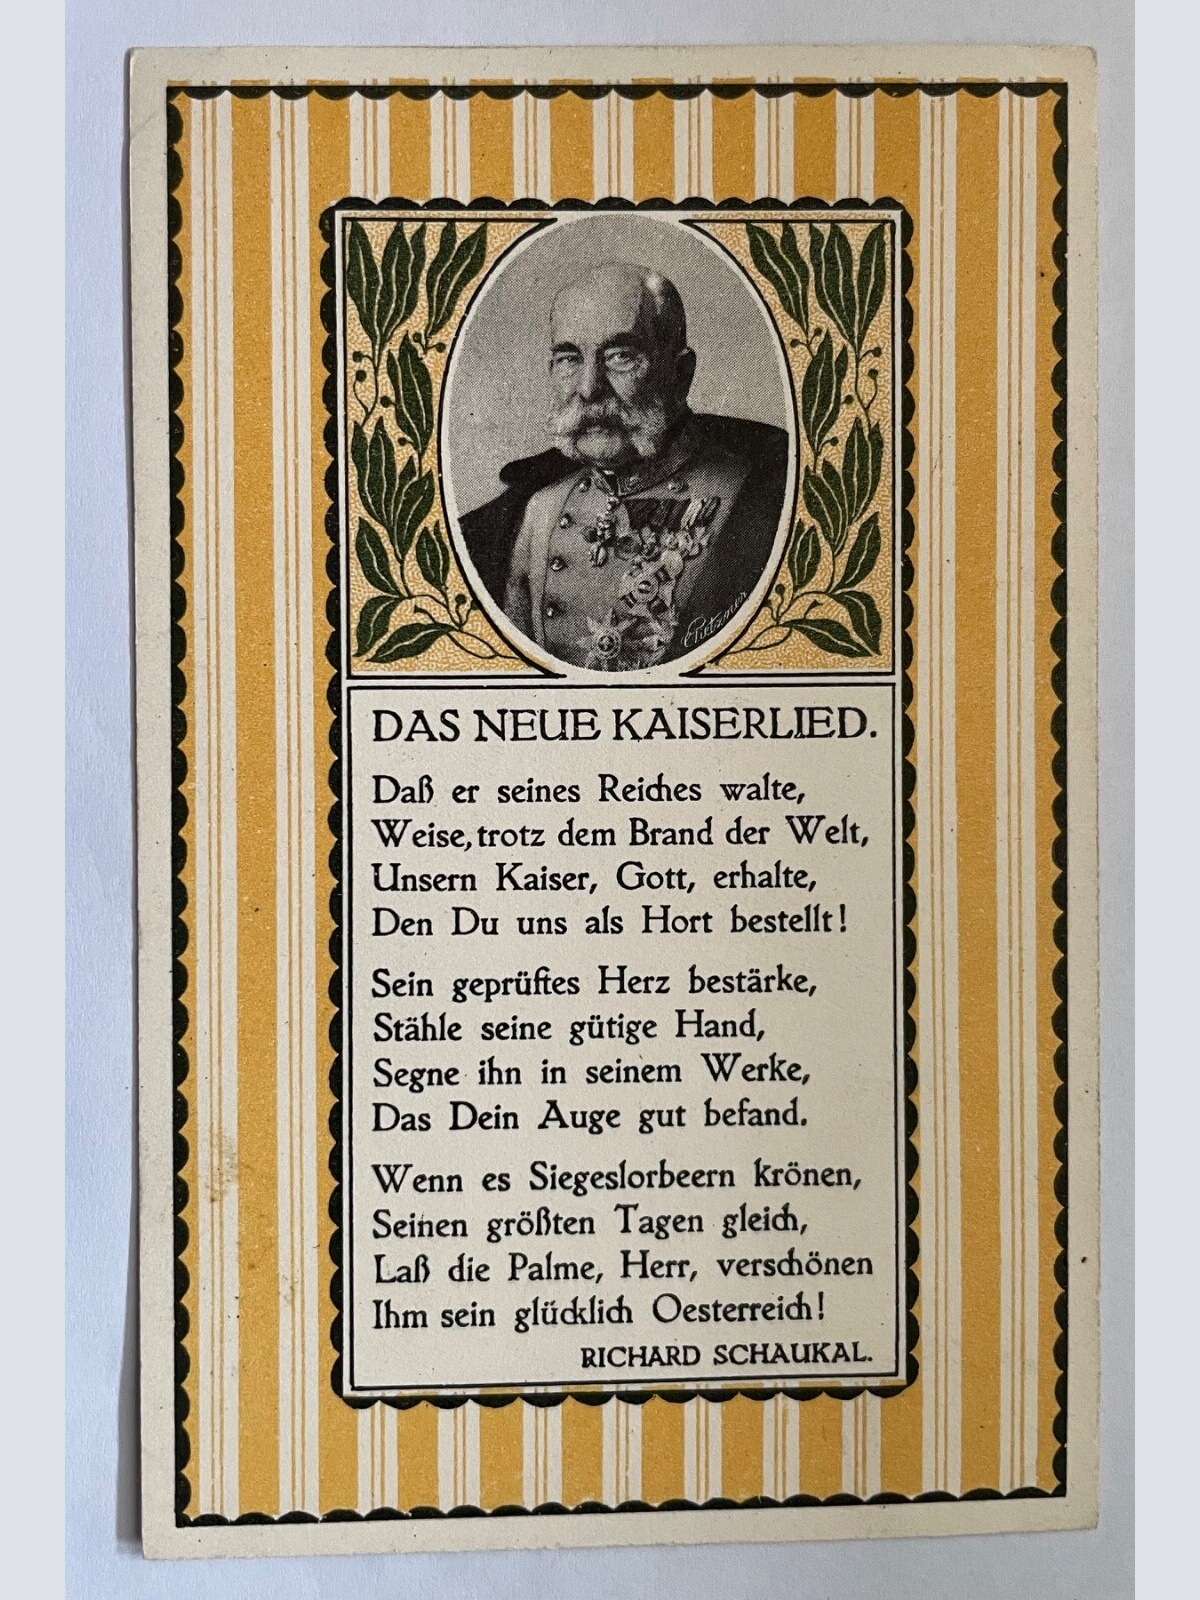 Pietzner
DAS NEUE KAISERLIED.
Daß er seines Reiches walte,
Weise, trotz dem Brand der Welt,
Unsern Kaiser, Gott, erhalte,
Den Du uns als Hort bestellt!
Sein geprüftes Herz bestärke,
Stähle seine gütige Hand,
Segne ihn in seinem Werke,
Das Dein Auge gut befand.
Wenn es Siegeslorbeern krönen,
Seinen größten Tagen gleich,
Laß die Palme, Herr, verschönen
Ihm sein glücklich Oesterreich!
RICHARD SCHAUKAL.